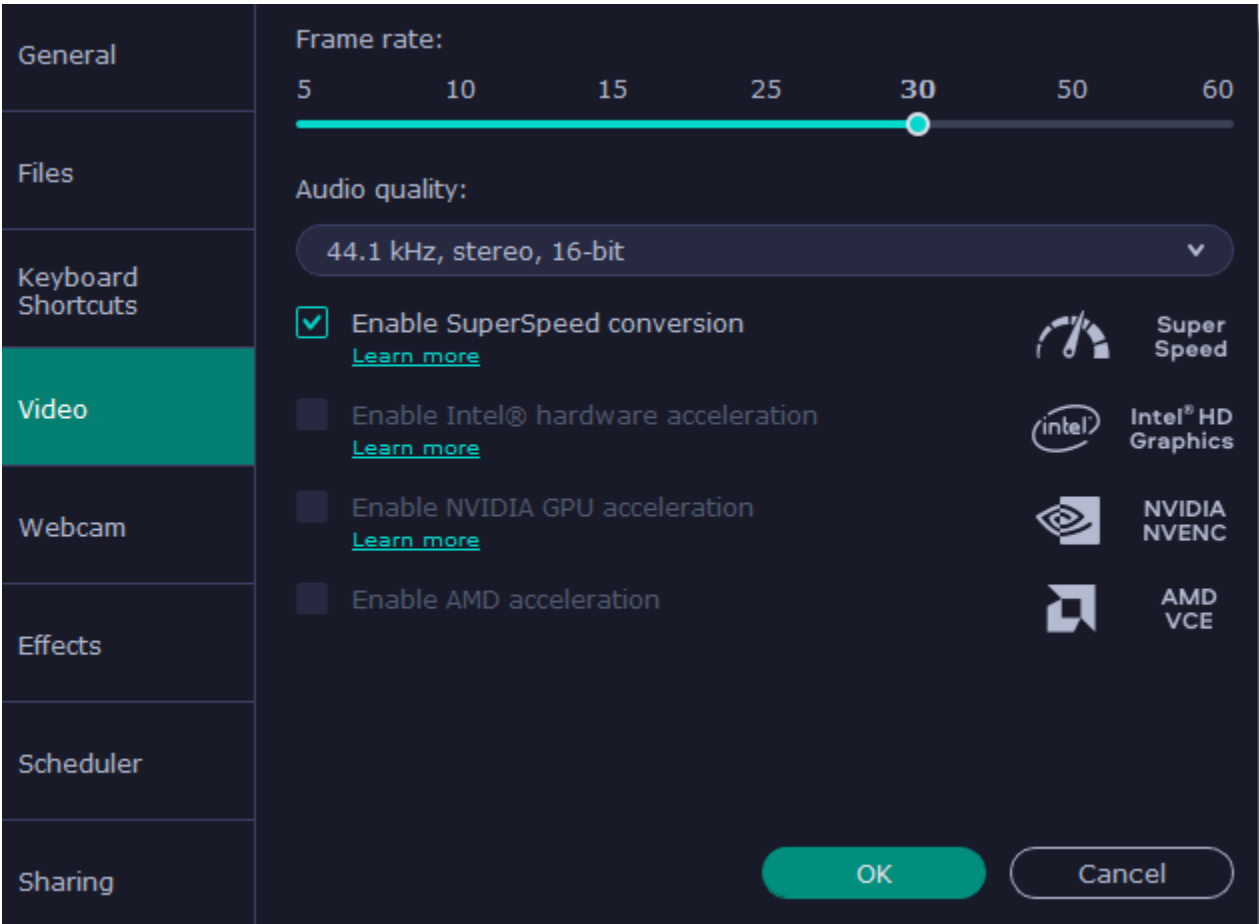 General
Files
Keyboard
Shortcuts
Video
Webcam
Effects
Scheduler
Sharing
Frame rate:
5 10 15 25 30 50 60
Audio quality:
44.1 kHz, stereo, 16-bit
Enable SuperSpeed conversion
Learn more
Super
Speed
Enable Intel® hardware acceleration
Learn more
intel
Intel® HD
Graphics
Enable NVIDIA GPU acceleration
Learn more
NVIDIA
NVENC
Enable AMD acceleration
AMD
VCE
OK Cancel